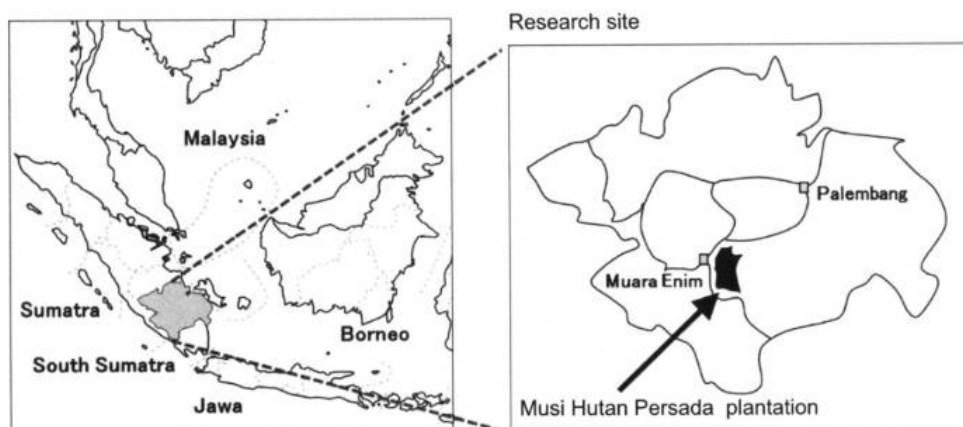 Research site
Malaysia
Sumatra
Borneo
South Sumatra
Jawa
Palembang
Muara Enim
Musi Hutan Persada plantation